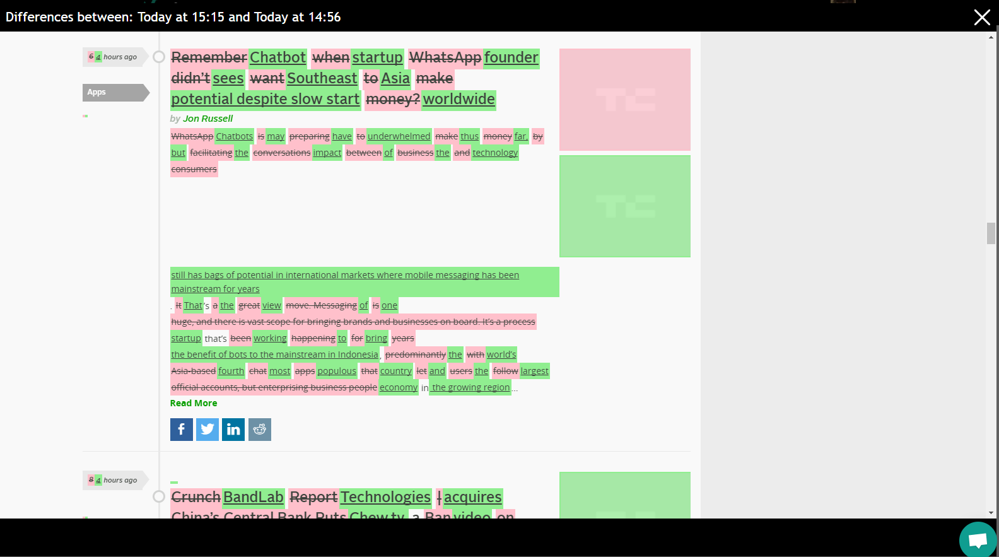 Differences between: Today at 15:15 and Today at 14:56
6 4 hours ago
Remember Chatbot when startup WhatsApp founder
didn’t sees want Southeast to Asia make
potential despite slow start money? worldwide
Apps
by Jon Russell
WhatsApp Chatbots is may preparing have to underwhelmed make thus money far, by
but facilitating the conversations impact between of business the and technology
consumers
TC
TC
still has bags of potential in international markets where mobile messaging has been
mainstream for years
. It That’s a the great view move. Messaging of is one
huge, and there is vast scope for bringing brands and businesses on board. It’s a process
startup that’s been working happening to for bring years
the benefit of bots to the mainstream in Indonesia, predominantly the with world’s
Asia-based fourth chat most apps populous that country let and users the follow largest
official accounts, but enterprising business people economy in the growing region...
Read More
f
in
8 4 hours ago
Crunch BandLab Report Technologies | acquires
China’s Central Bank Puts Chew.tv, a Ban video on